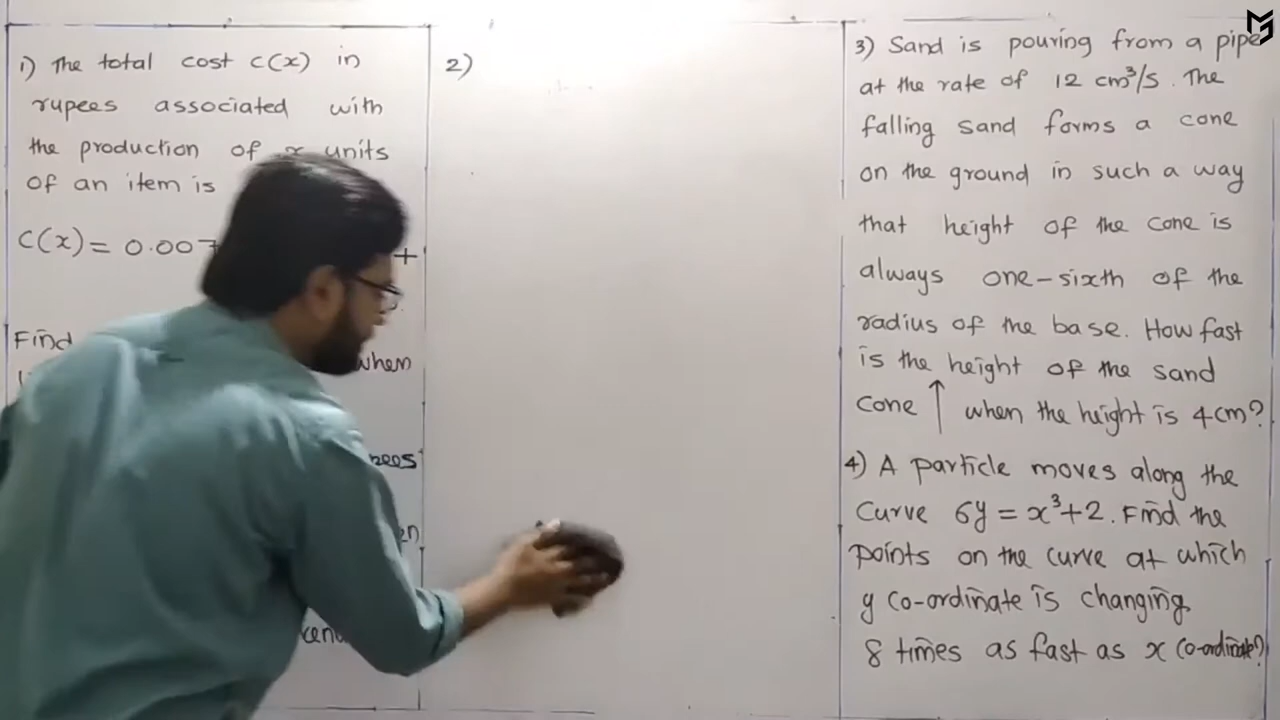 1) The total cost C(x) in
rupees associated with
the production of x units
of an item is
C(x) = 0.007 +
Find when
rupees
2)
3) Sand is pouring from a pipe
at the rate of 12 cm³/s. The
falling sand forms a cone
on the ground in such a way
that height of the cone is
always one-sixth of the
radius of the base. How fast
is the height of the sand
cone ↑ when the height is 4cm?
4) A particle moves along the
curve 6y = x³+2. Find the
points on the curve at which
y co-ordinate is changing
8 times as fast as x co-ordinate?